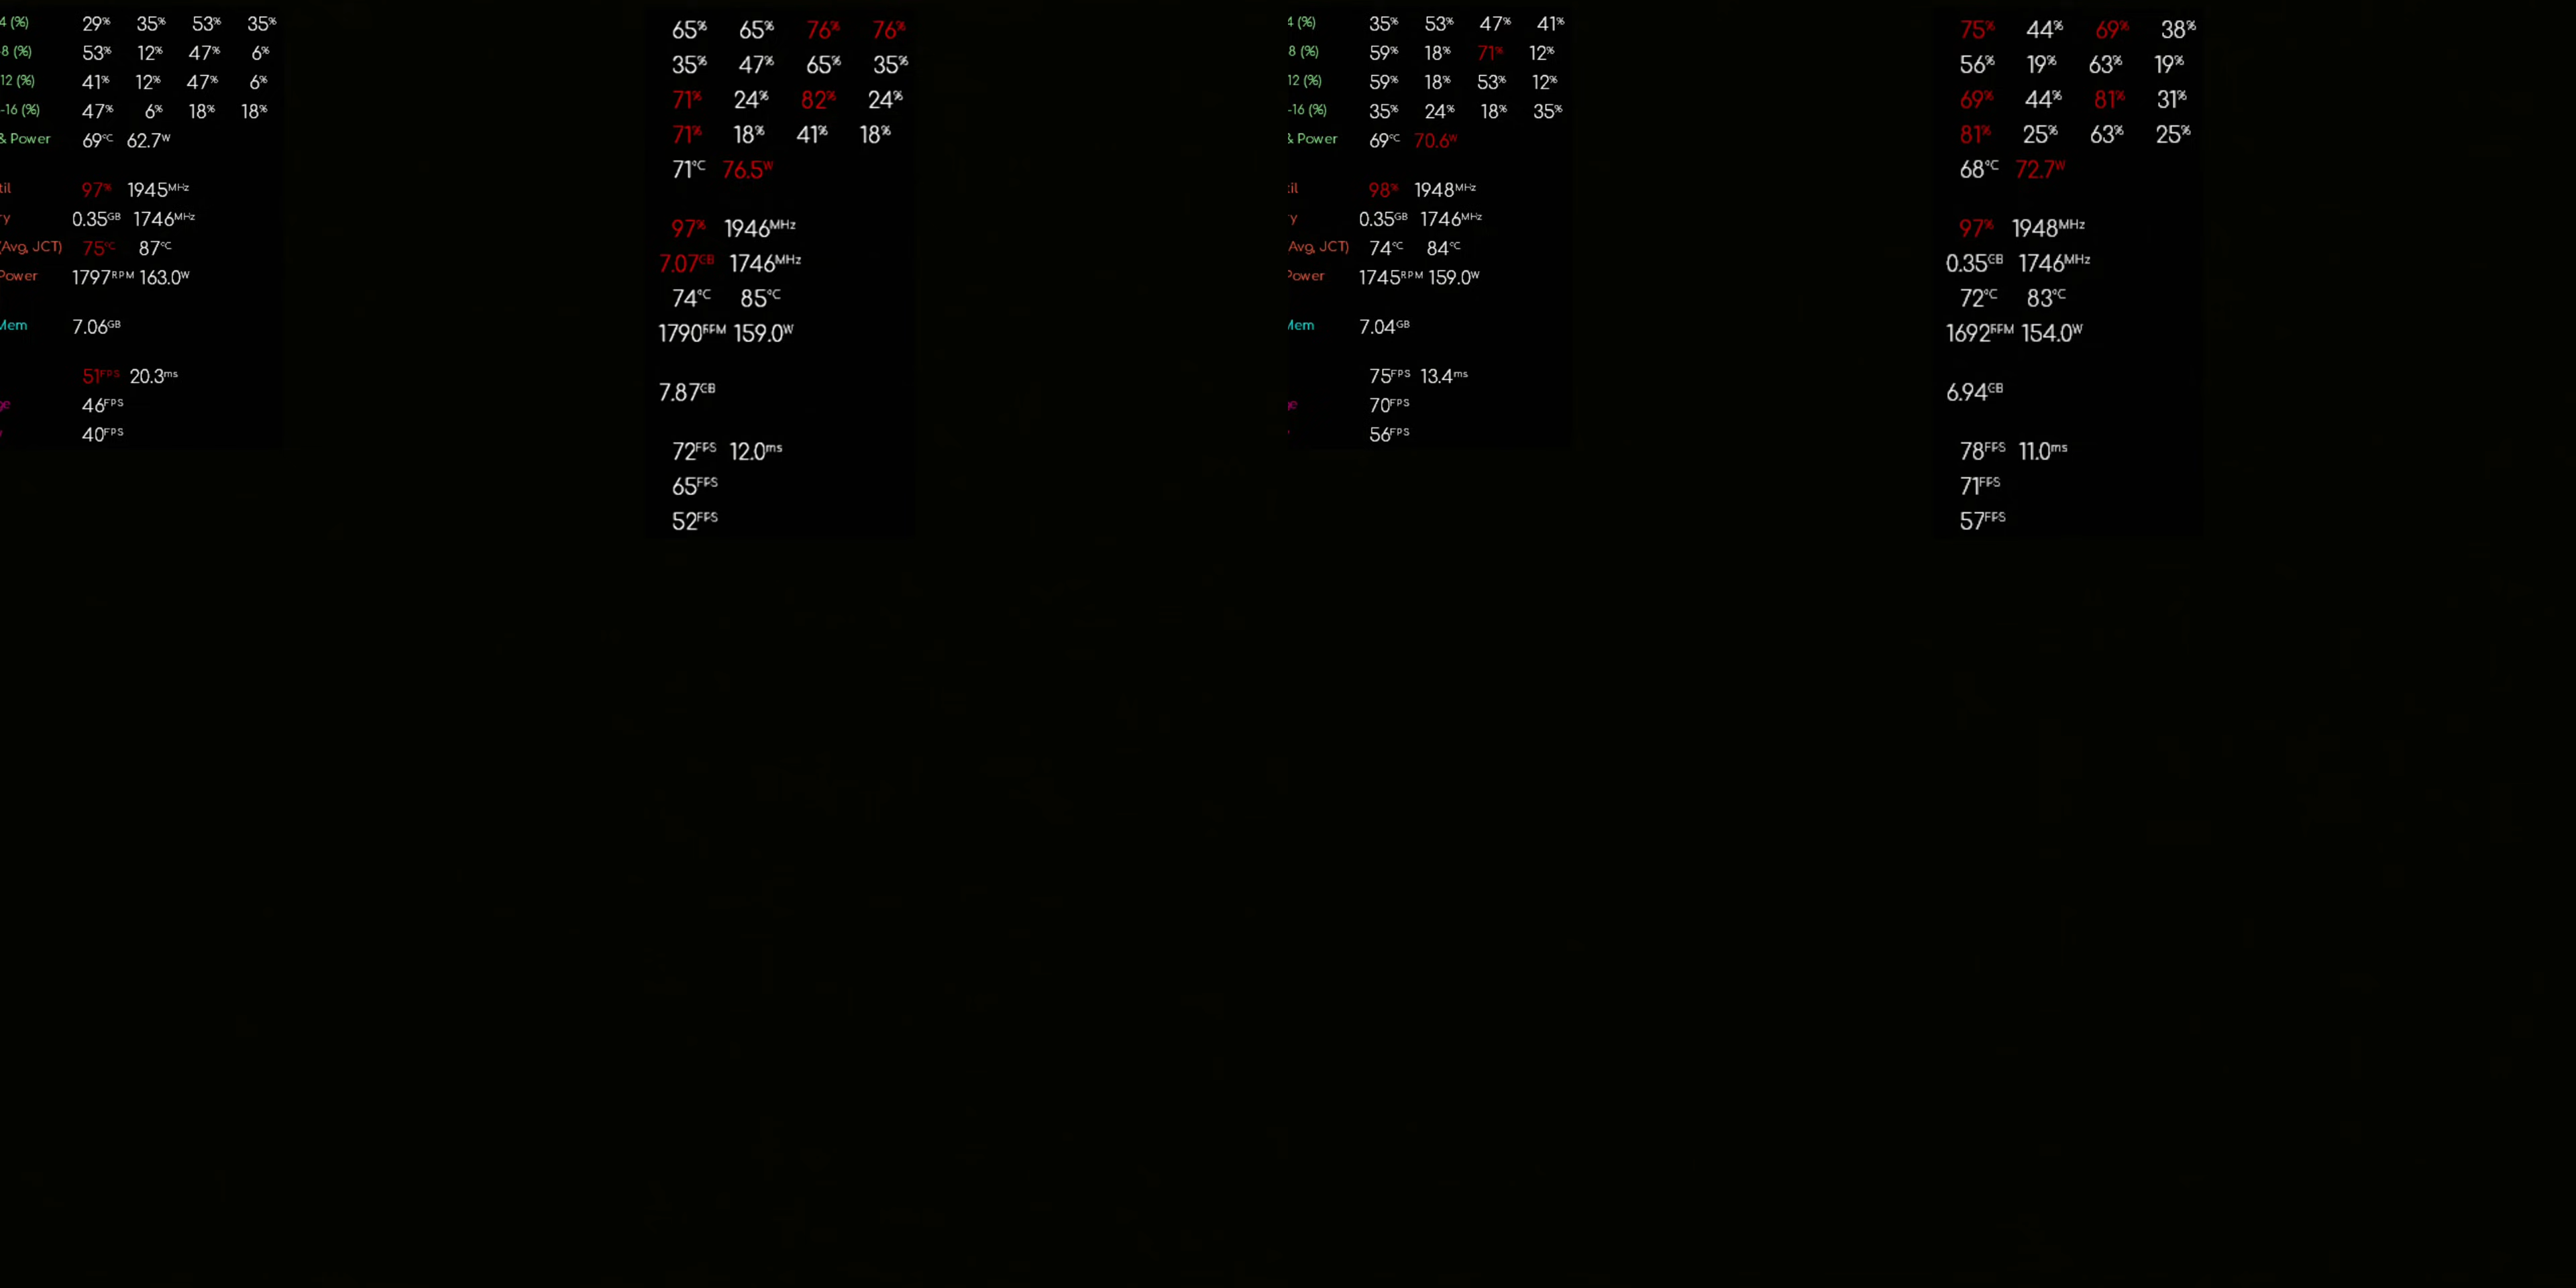 4 (%) 29% 35% 53% 35%
-8 (%) 53% 12% 47% 6%
12 (%) 41% 12% 47% 6%
-16 (%) 47% 6% 18% 18%
& Power 69°C 62.7W
til 97% 1945MHz
ry 0.35GB 1746MHz
(Avg, JCT) 75°C 87°C
Power 1797RPM 163.0W
Mem 7.06GB
51FPS 20.3ms
ge 46FPS
40FPS
65% 65% 76% 76%
35% 47% 65% 35%
71% 24% 82% 24%
71% 18% 41% 18%
71°C 76.5W
97% 1946MHz
7.07GB 1746MHz
74°C 85°C
1790RPM 159.0W
7.87GB
72FPS 12.0ms
65FPS
52FPS
4 (%) 35% 53% 47% 41%
8 (%) 59% 18% 71% 12%
12 (%) 59% 18% 53% 12%
-16 (%) 35% 24% 18% 35%
& Power 69°C 70.6W
til 98% 1948MHz
y 0.35GB 1746MHz
Avg, JCT) 74°C 84°C
Power 1745RPM 159.0W
Mem 7.04GB
75FPS 13.4ms
e 70FPS
56FPS
75% 44% 69% 38%
56% 19% 63% 19%
69% 44% 81% 31%
81% 25% 63% 25%
68°C 72.7W
97% 1948MHz
0.35GB 1746MHz
72°C 83°C
1692RPM 154.0W
6.94GB
78FPS 11.0ms
71FPS
57FPS